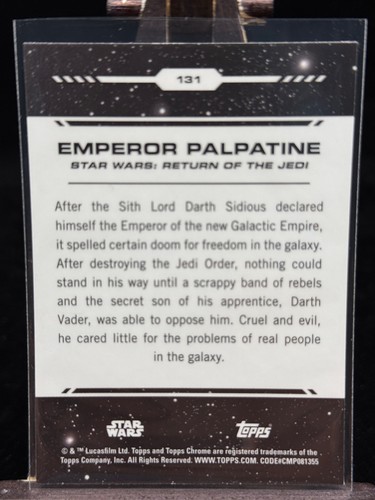 131
EMPEROR PALPATINE
STAR WARS: RETURN OF THE JEDI
After the Sith Lord Darth Sidious declared
himself the Emperor of the new Galactic Empire,
it spelled certain doom for freedom in the galaxy.
After destroying the Jedi Order, nothing could
stand in his way until a scrappy band of rebels
and the secret son of his apprentice, Darth
Vader, was able to oppose him. Cruel and evil,
he cared little for the problems of real people
in the galaxy.
STAR WARS
Topps
© & ™ Lucasfilm Ltd. Topps and Topps Chrome are registered trademarks of the
Topps Company, Inc. All Rights Reserved. WWW.TOPPS.COM. CODE#CMP081355